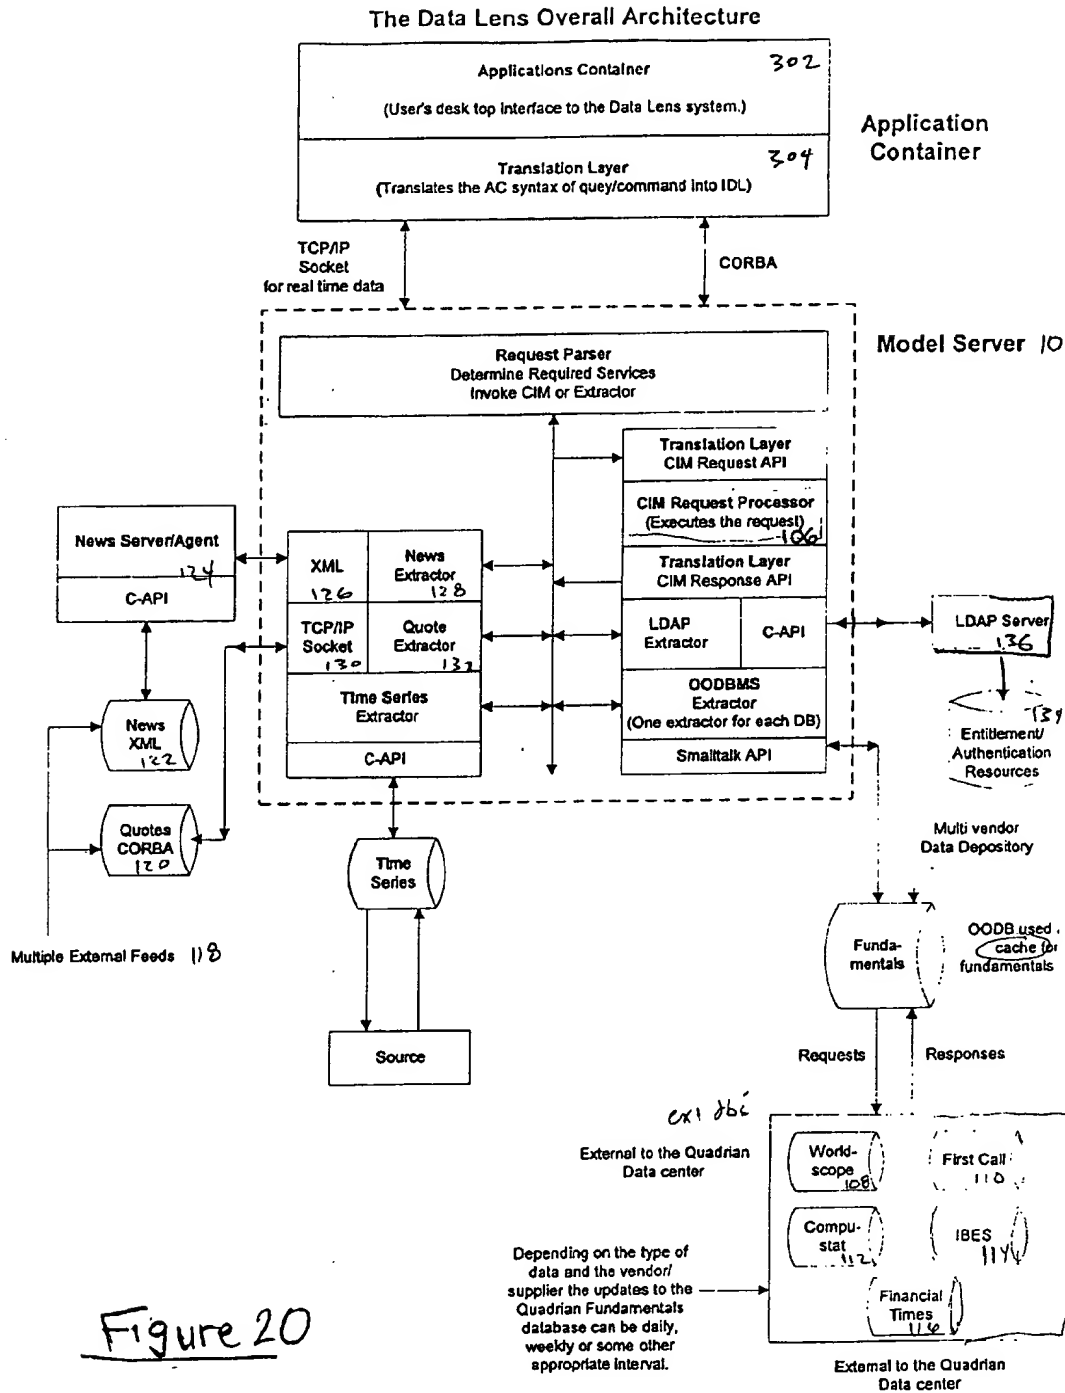 The Data Lens Overall Architecture
Applications Container 302
(User's desk top interface to the Data Lens system.)
Translation Layer 304
(Translates the AC syntax of quey/command into IDL)
Application
Container
TCP/IP
Socket
for real time data
CORBA
Model Server 10
Request Parser
Determine Required Services
Invoke CIM or Extractor
Translation Layer
CIM Request API
CIM Request Processor
(Executes the request)
106
Translation Layer
CIM Response API
News Server/Agent
124
C-API
XML
126
News
Extractor
128
TCP/IP
Socket
130
Quote
Extractor
132
Time Series
Extractor
C-API
LDAP
Extractor
C-API
OODBMS
Extractor
(One extractor for each DB)
Smalltalk API
LDAP Server
136
134
Entitlement/
Authentication
Resources
News
XML
122
Quotes
CORBA
120
Time
Series
Multi vendor
Data Depository
Multiple External Feeds 118
Funda-
mentals
OODB used
cache for
fundamentals
Source
Requests
Responses
External to the Quadrian
Data center
World-
scope
108
First Call
110
Compu-
stat
112
IBES
114
Financial
Times
116
Depending on the type of
data and the vendor/
supplier the updates to the
Quadrian Fundamentals
database can be daily,
weekly or some other
appropriate interval.
External to the Quadrian
Data center
Figure 20